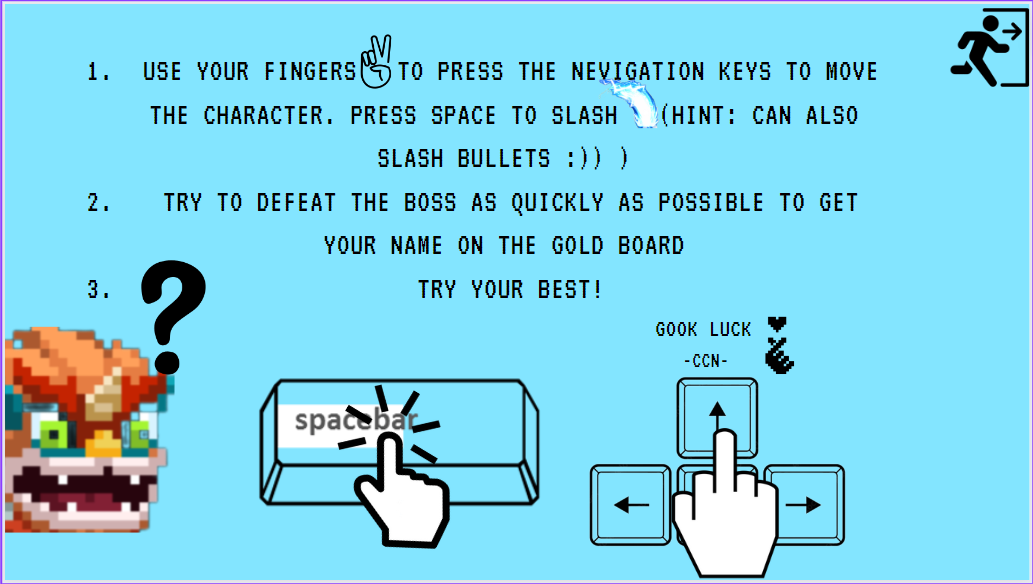 1. USE YOUR FINGERS TO PRESS THE NEVIGATION KEYS TO MOVE
THE CHARACTER. PRESS SPACE TO SLASH (HINT: CAN ALSO
SLASH BULLETS :)) )
2. TRY TO DEFEAT THE BOSS AS QUICKLY AS POSSIBLE TO GET
YOUR NAME ON THE GOLD BOARD
3. TRY YOUR BEST!
GOOK LUCK
-CCN-
spacebar